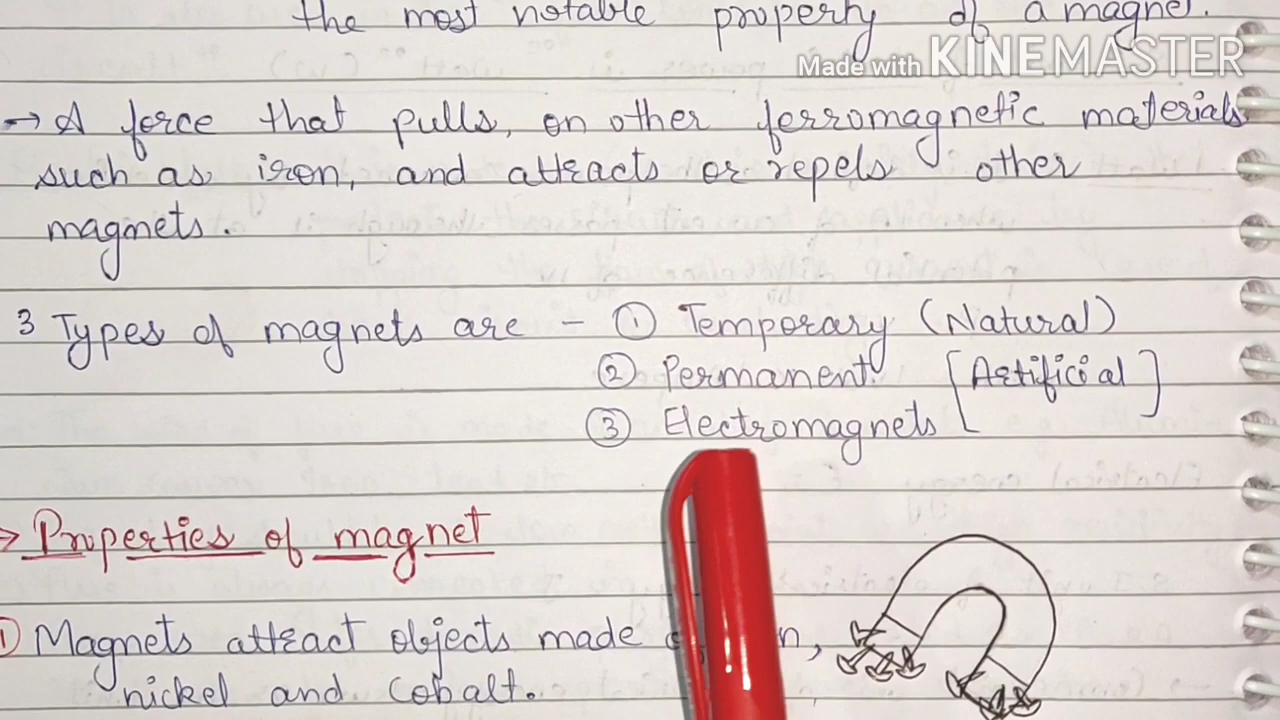 the most notable property of a magne
Made with KINEMASTER
→ A force that pulls, on other ferromagnetic materials
such as iron, and attracts or repels other
magnets.
3 Types of magnets are - ① Temporary (Natural)
② Permanent. [Artificial]
③ Electromagnets
→ Properties of magnet
① Magnets attract objects made
nickel and cobalt.